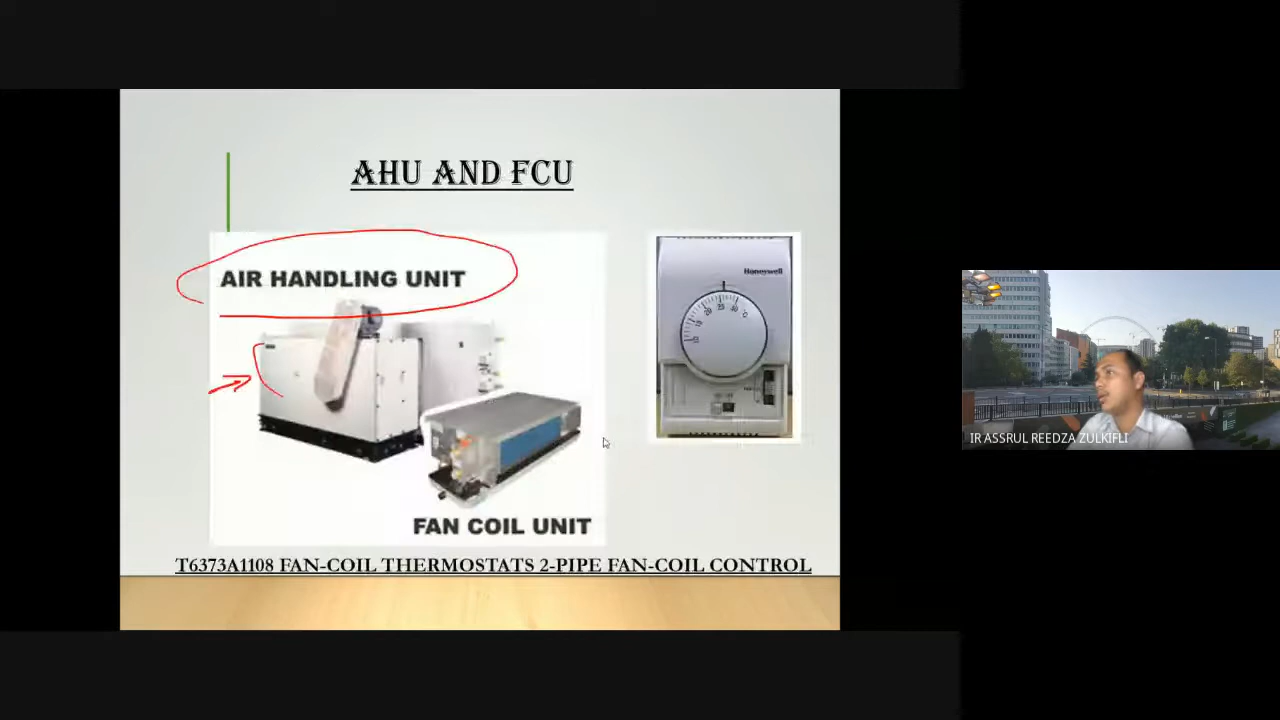 AHU AND FCU
AIR HANDLING UNIT
Honeywell
FAN COIL UNIT
T6373A1108 FAN-COIL THERMOSTATS 2-PIPE FAN-COIL CONTROL
IR ASSRUL REEDZA ZULKIFLI